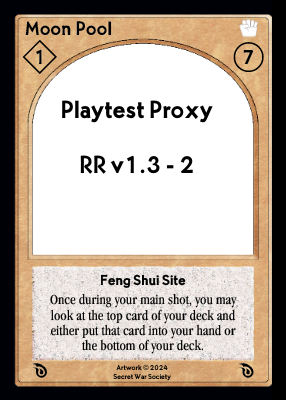 Moon Pool
1
7
Playtest Proxy
RR v1.3 - 2
Feng Shui Site
Once during your main shot, you may
look at the top card of your deck and
either put that card into your hand or
the bottom of your deck.
Artwork © 2024
Secret War Society